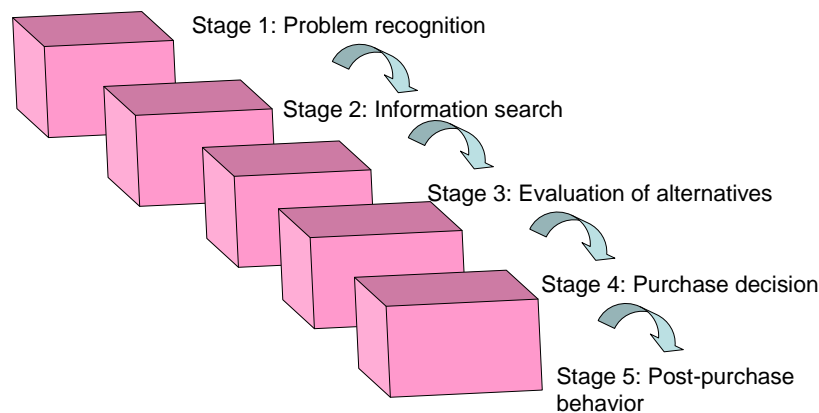 Stage 1: Problem recognition
Stage 2: Information search
Stage 3: Evaluation of alternatives
Stage 4: Purchase decision
Stage 5: Post-purchase
behavior